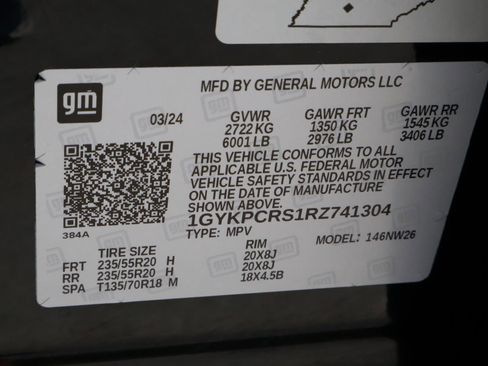 gm
MFD BY GENERAL MOTORS LLC
03/24 GVWR GAWR FRT GAWR RR
2722 KG 1350 KG 1545 KG
6001 LB 2976 LB 3406 LB
THIS VEHICLE CONFORMS TO ALL
APPLICABLE U.S. FEDERAL MOTOR
VEHICLE SAFETY STANDARDS IN EFFECT
ON THE DATE OF MANUFACTURE
SHOWN ABOVE.
384A
1GYKPCRS1RZ741304
TYPE: MPV MODEL: 146NW26
TIRE SIZE RIM
FRT 235/55R20 H 20X8J
RR 235/55R20 H 20X8J
SPA T135/70R18 M 18X4.5B